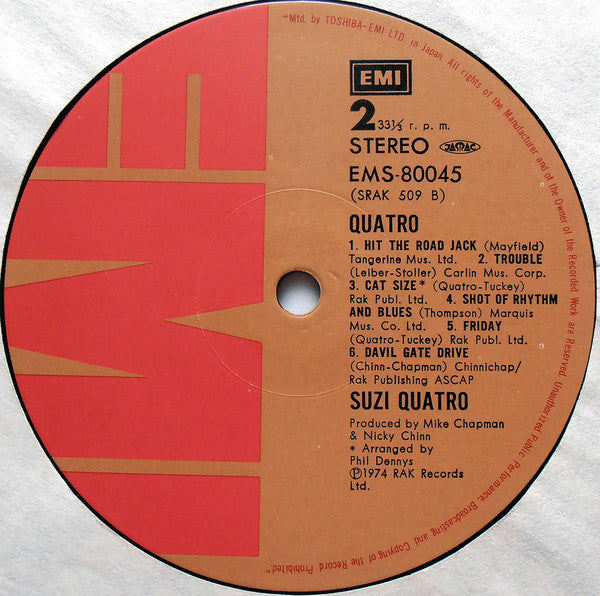 "Mfd. by TOSHIBA-EMI LTD. in Japan. All rights of the Manufacturer and of the Owner of the Recorded Work are Reserved. Unauthorized Public Performance, Broadcasting and Copying of the Record Prohibited."
EMI
EMI
2 33⅓ r. p. m.
STEREO JASRAC
EMS-80045
(SRAK 509 B)
QUATRO
1. HIT THE ROAD JACK (Mayfield)
Tangerine Mus. Ltd. 2. TROUBLE
(Leiber-Stoller) Carlin Mus. Corp.
3. CAT SIZE* (Quatro-Tuckey)
Rak Publ. Ltd. 4. SHOT OF RHYTHM
AND BLUES (Thompson) Marquis
Mus. Co. Ltd. 5. FRIDAY
(Quatro-Tuckey) Rak Publ. Ltd.
6. DAVIL GATE DRIVE
(Chinn-Chapman) Chinnichap/
Rak Publishing ASCAP
SUZI QUATRO
Produced by Mike Chapman
& Nicky Chinn
* Arranged by
Phil Dennys
Ⓟ1974 RAK Records
Ltd.